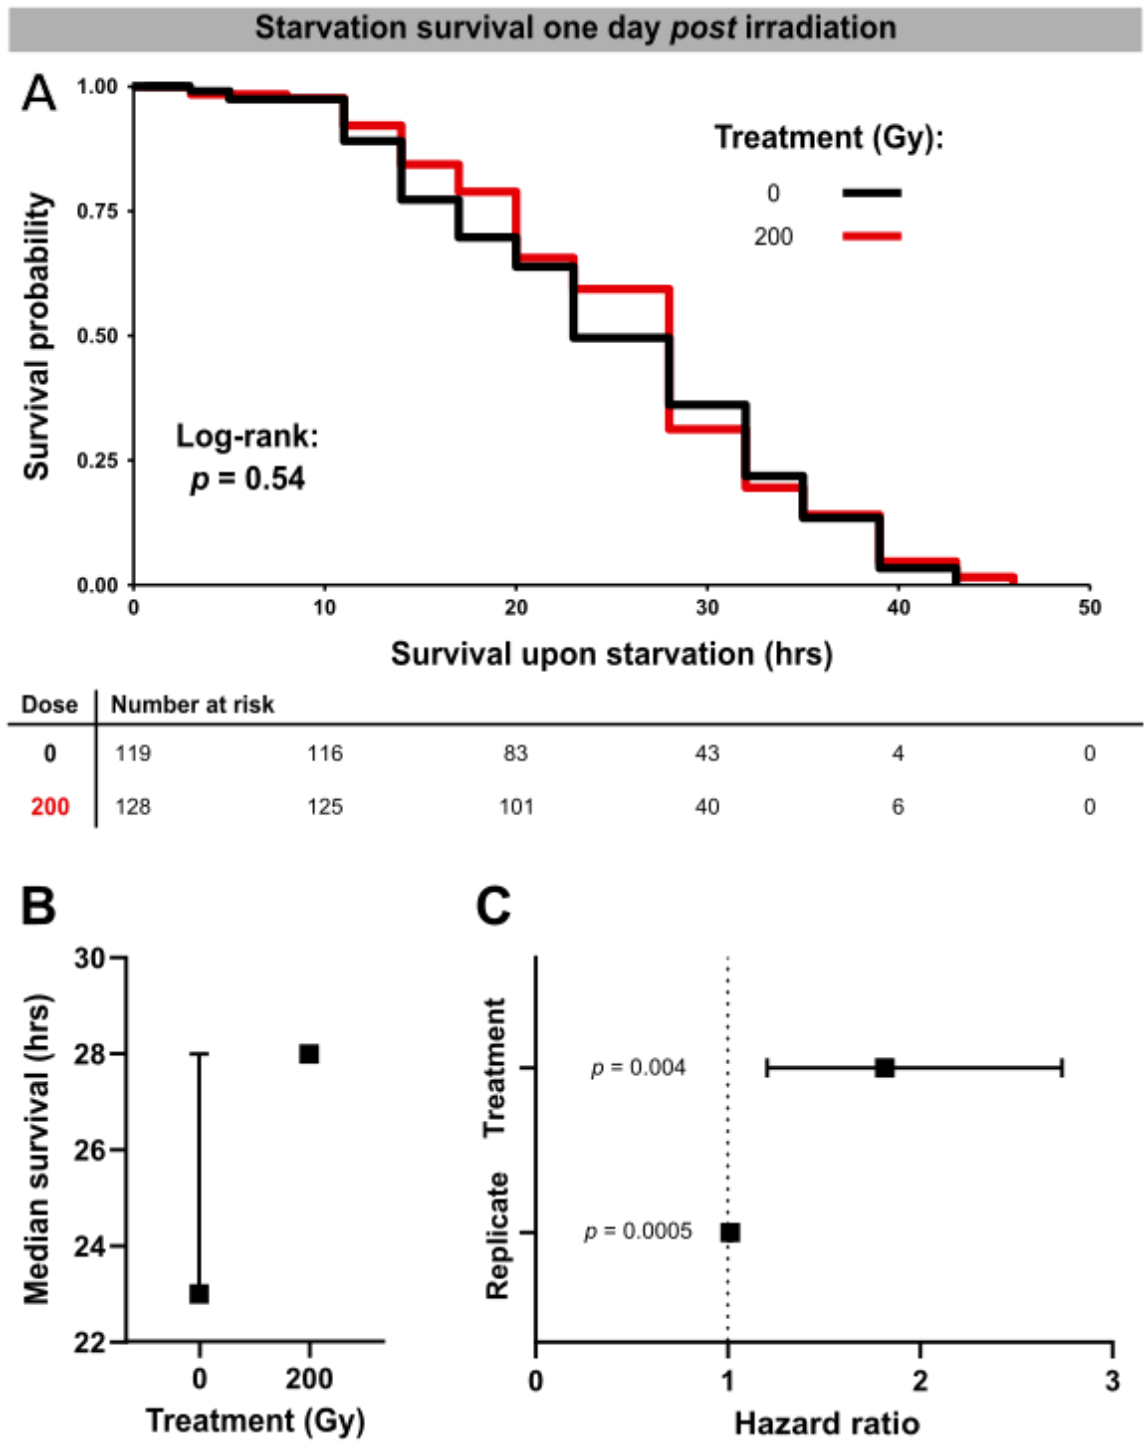 Starvation survival one day post irradiation
A
1.00
0.75
0.50
0.25
0.00
Survival probability
Treatment (Gy):
0
200
Log-rank:
p = 0.54
0 10 20 30 40 50
Survival upon starvation (hrs)
Dose Number at risk
0 119 116 83 43 4 0
200 128 125 101 40 6 0
B
30
28
26
24
22
Median survival (hrs)
0 200
Treatment (Gy)
C
Treatment
p = 0.004
Replicate
p = 0.0005
0 1 2 3
Hazard ratio